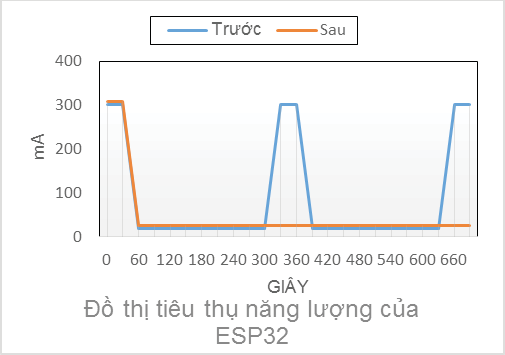 Trước Sau
400
300
200
100
0
mA
0 60 120 180 240 300 360 420 480 540 600 660
GIÂY
Đồ thị tiêu thụ năng lượng của
ESP32